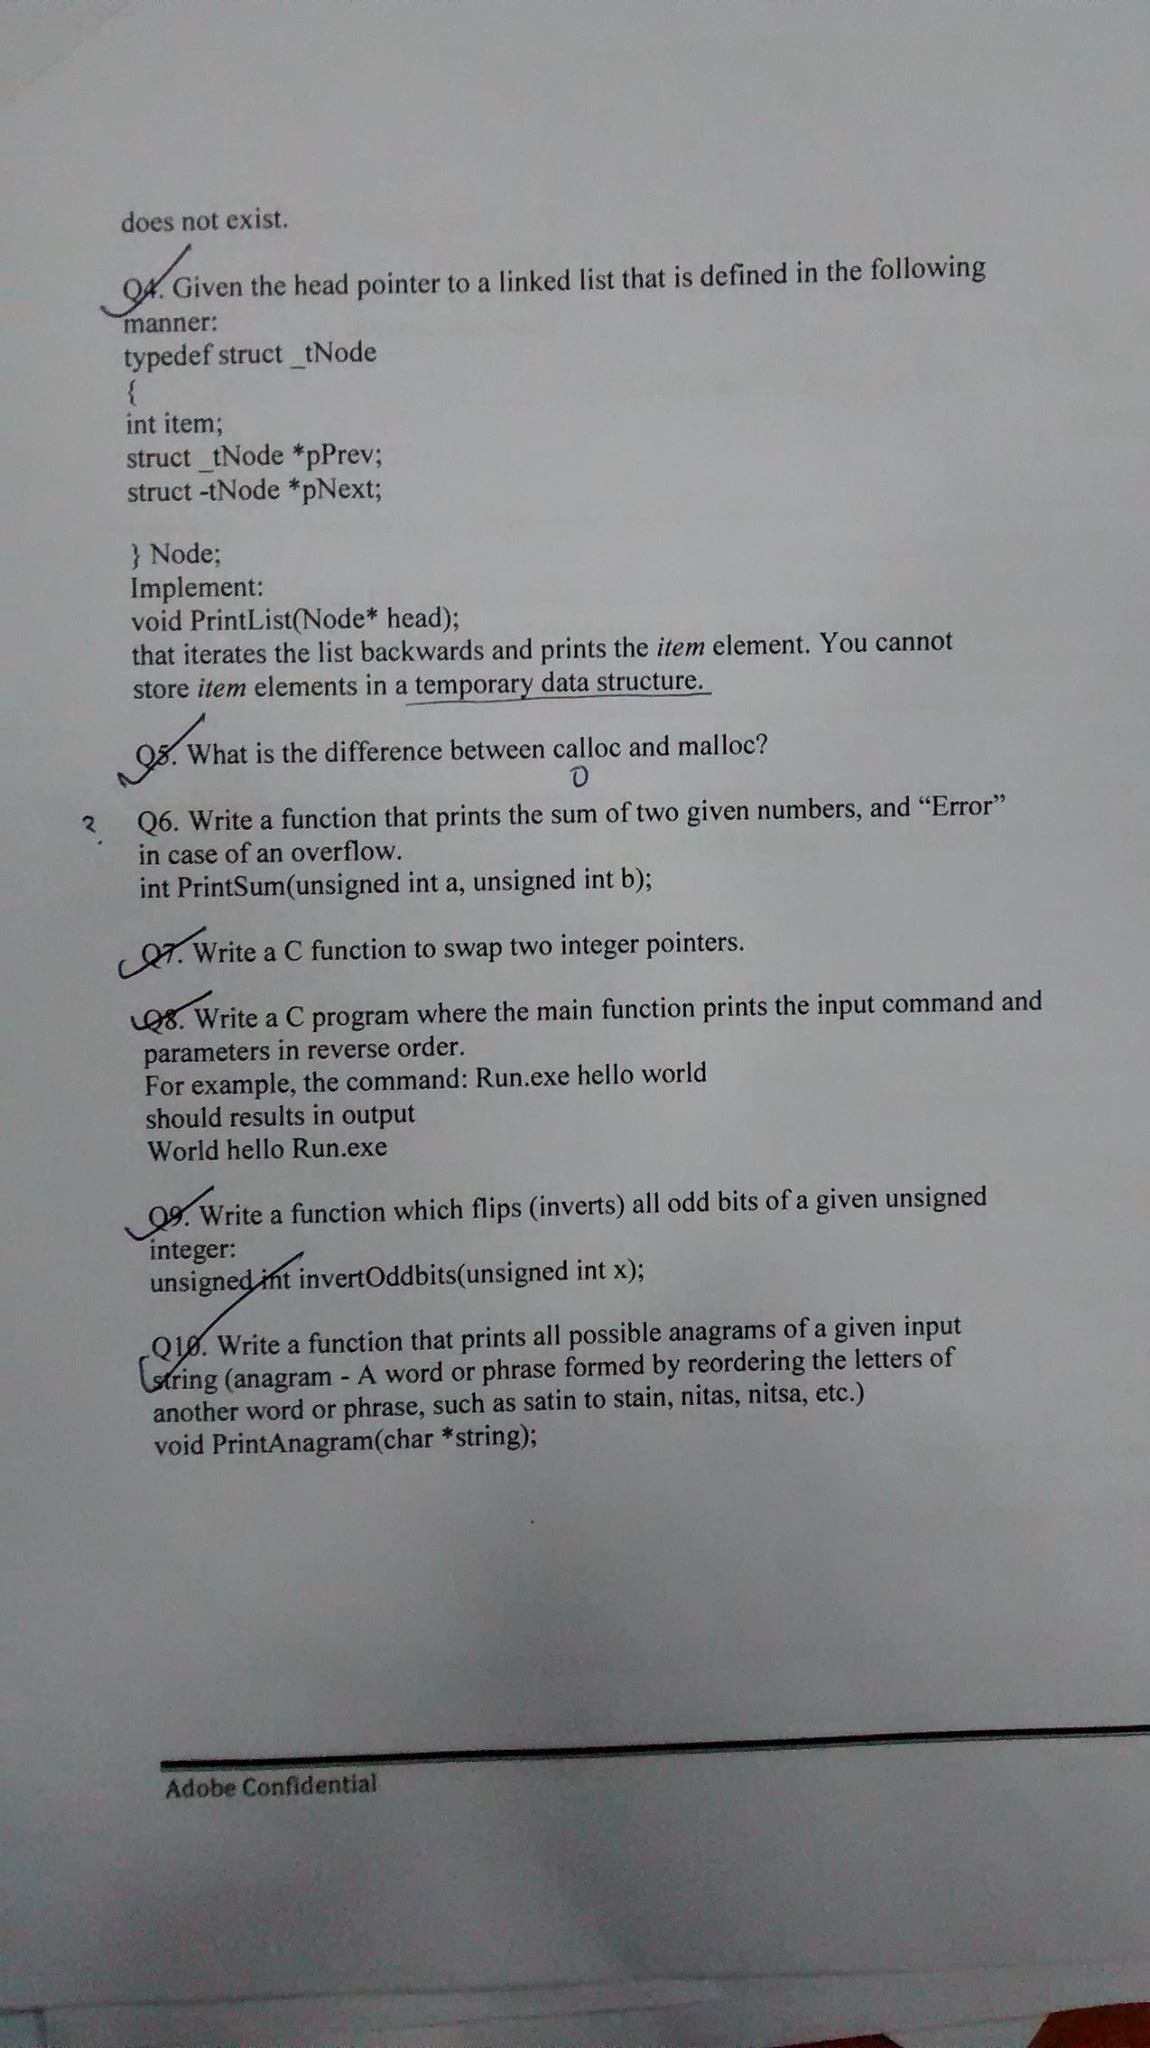 does not exist.
Q4. Given the head pointer to a linked list that is defined in the following
manner:
typedef struct _tNode
{
int item;
struct _tNode *pPrev;
struct -tNode *pNext;
} Node;
Implement:
void PrintList(Node* head);
that iterates the list backwards and prints the item element. You cannot
store item elements in a temporary data structure.
Q5. What is the difference between calloc and malloc?
0
? Q6. Write a function that prints the sum of two given numbers, and “Error”
in case of an overflow.
int PrintSum(unsigned int a, unsigned int b);
Q7. Write a C function to swap two integer pointers.
Q8. Write a C program where the main function prints the input command and
parameters in reverse order.
For example, the command: Run.exe hello world
should results in output
World hello Run.exe
Q9. Write a function which flips (inverts) all odd bits of a given unsigned
integer:
unsigned int invertOddbits(unsigned int x);
Q10. Write a function that prints all possible anagrams of a given input
string (anagram - A word or phrase formed by reordering the letters of
another word or phrase, such as satin to stain, nitas, nitsa, etc.)
void PrintAnagram(char *string);
Adobe Confidential